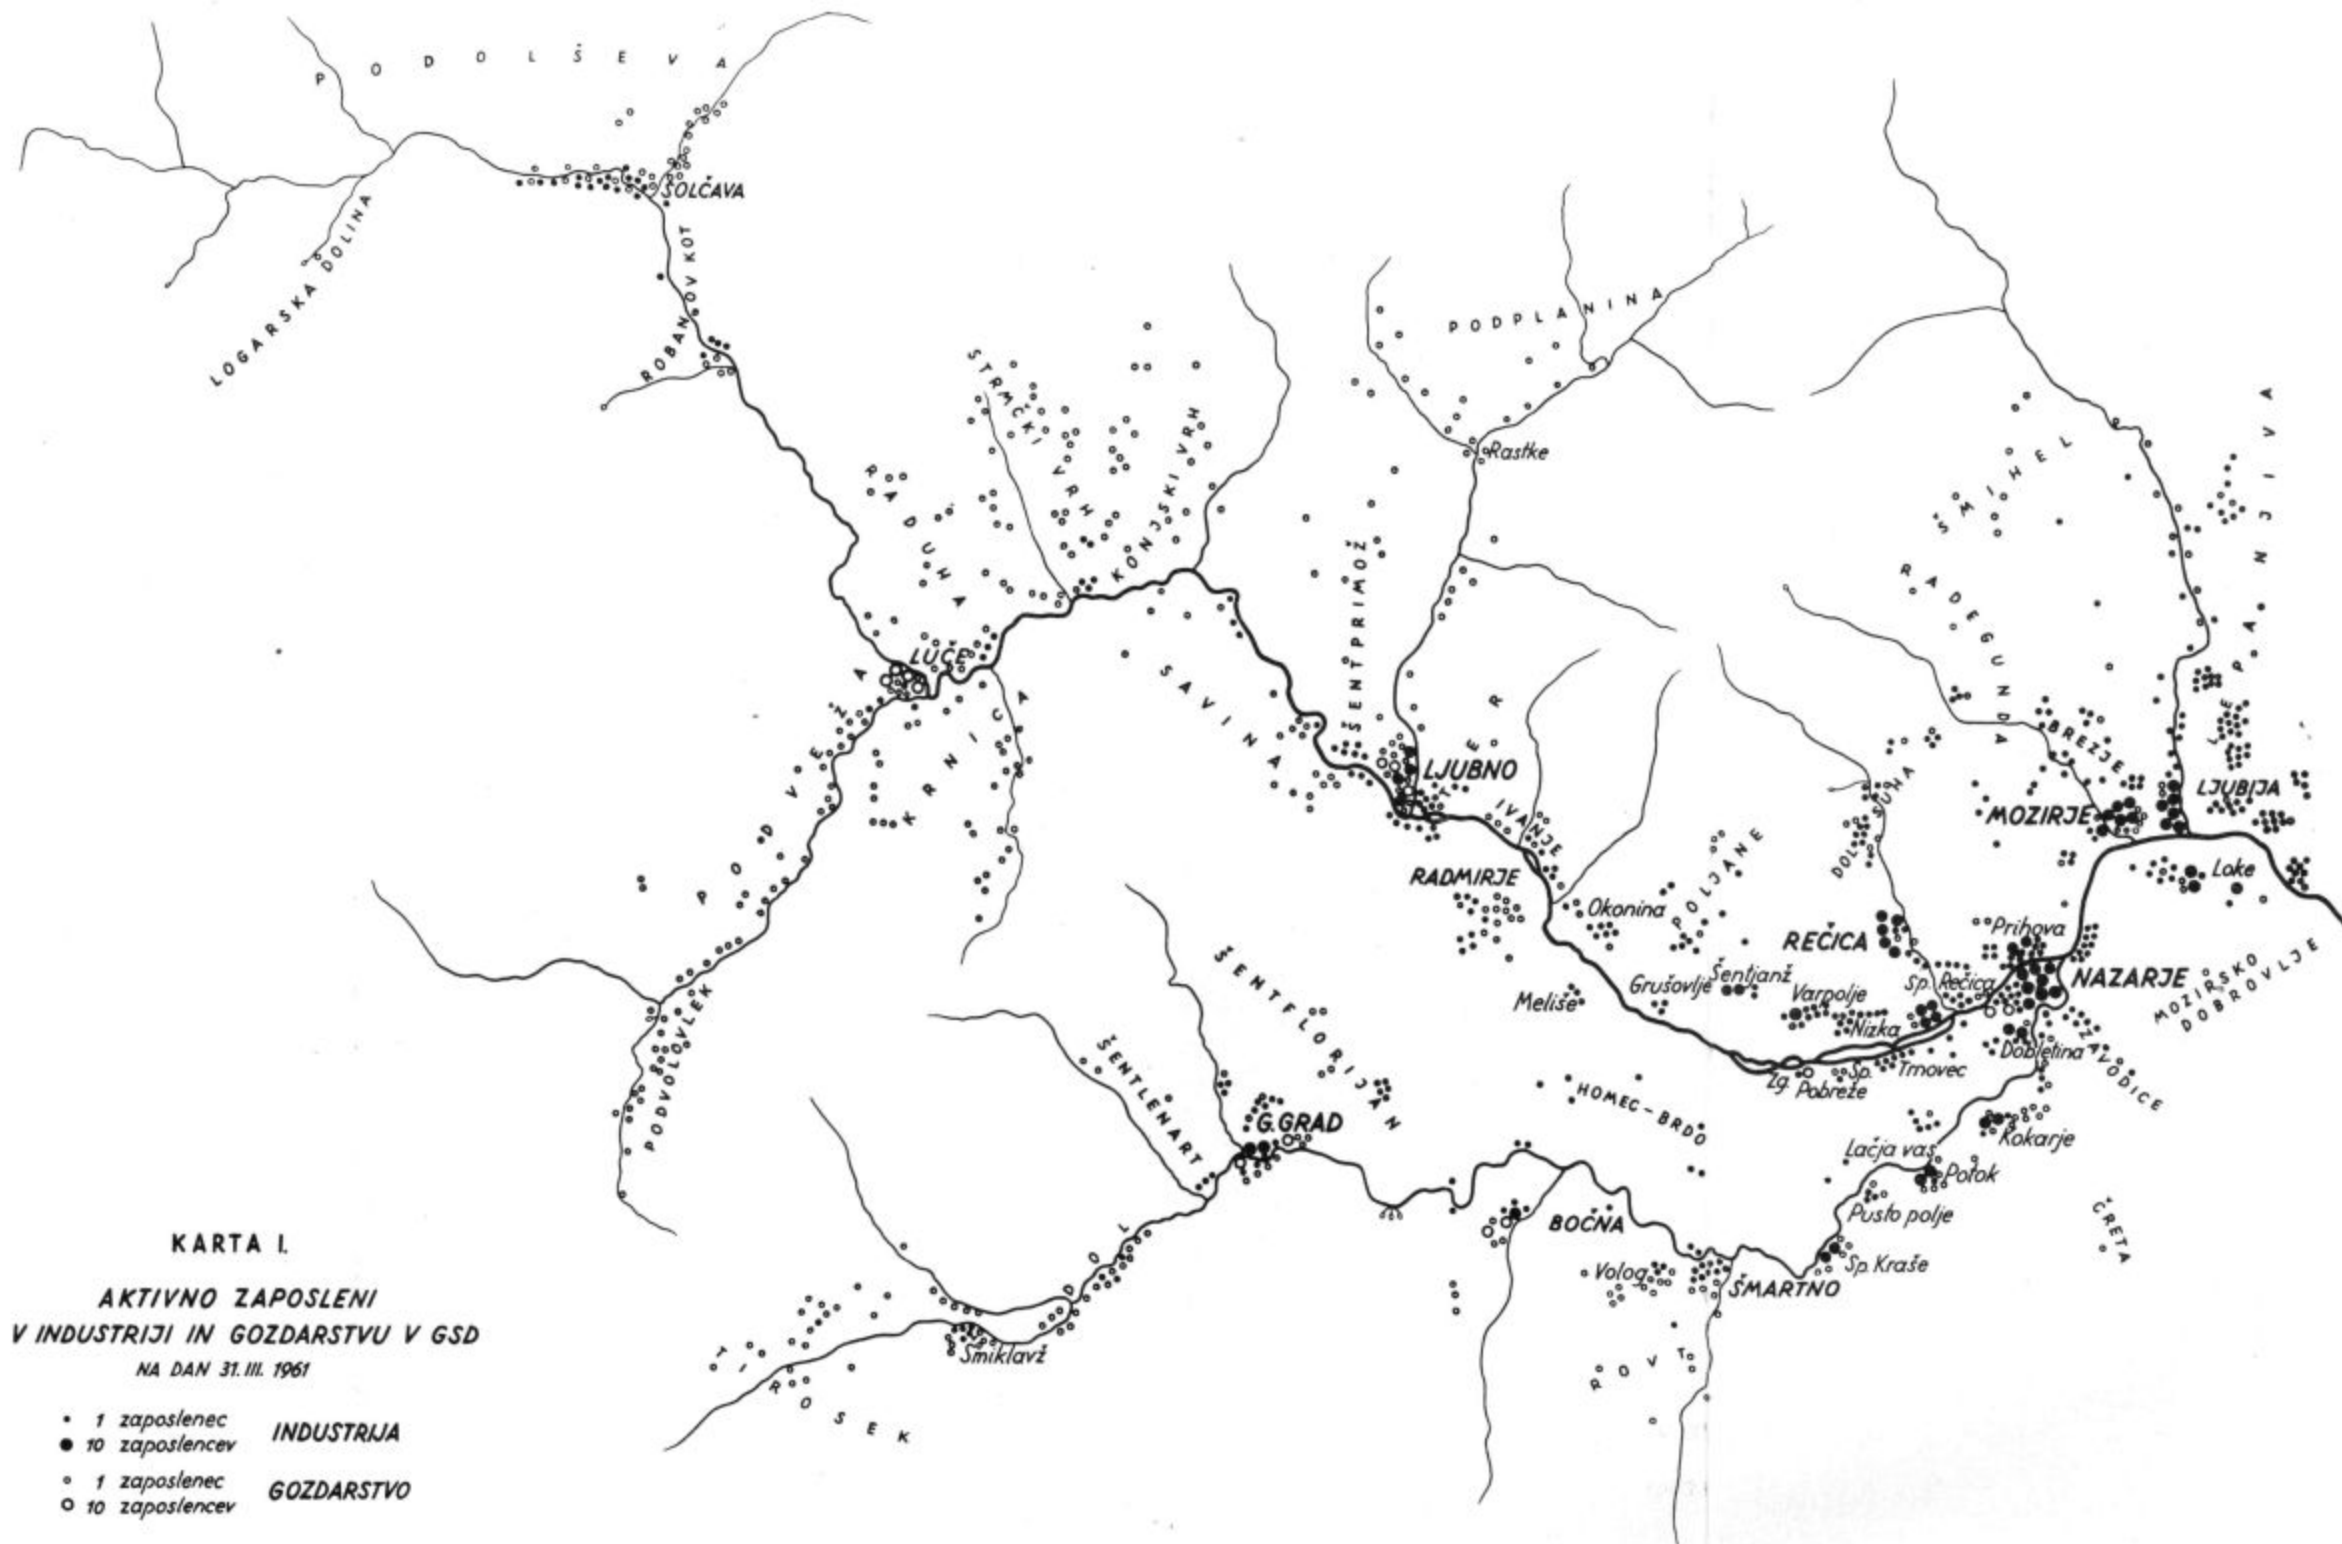 PODOLŠEVA
SOLČAVA
LOGARSKA DOLINA
ROBANOV KOT
PODPLANINA
STRMČKI VRH
KONJSKI VRH
Rastke
RADUHA
ŠMIHEL
LEPA NJIVA
RADEGUNDA
ŠENTPRIMOŽ
LUČE
SAVINA
KRNICA
PODVEŽA
BREZJE
TER
LJUBNO
LJUBIJA
MOZIRJE
IVANJE
DOL SUHA
POLJANE
RADMIRJE
Loke
Okonina
Prihova
REČICA
NAZARJE
MOZIRSKO
DOBROVLJE
Sp. Rečica
Šentjanž
Grušovlje
Varpolje
Meliše
Nizka
PODVOLOVLEK
ŠENTFLORIJAN
ŠENTLENART
Dobletina
ZAVODICE
Trnovec
Zg. Sp.
Pobreže
HOMEC-BRDO
G.GRAD
Kokarje
Lačja vas
Potok
Pusto polje
ČRETA
BOČNA
Sp. Kraše
Volog
ŠMARTNO
DOL
Šmiklavž
TIROSEK
ROVT
KARTA I.
AKTIVNO ZAPOSLENI
V INDUSTRIJI IN GOZDARSTVU V GSD
NA DAN 31. III. 1961
1 zaposlenec
10 zaposlencev
INDUSTRIJA
1 zaposlenec
10 zaposlencev
GOZDARSTVO